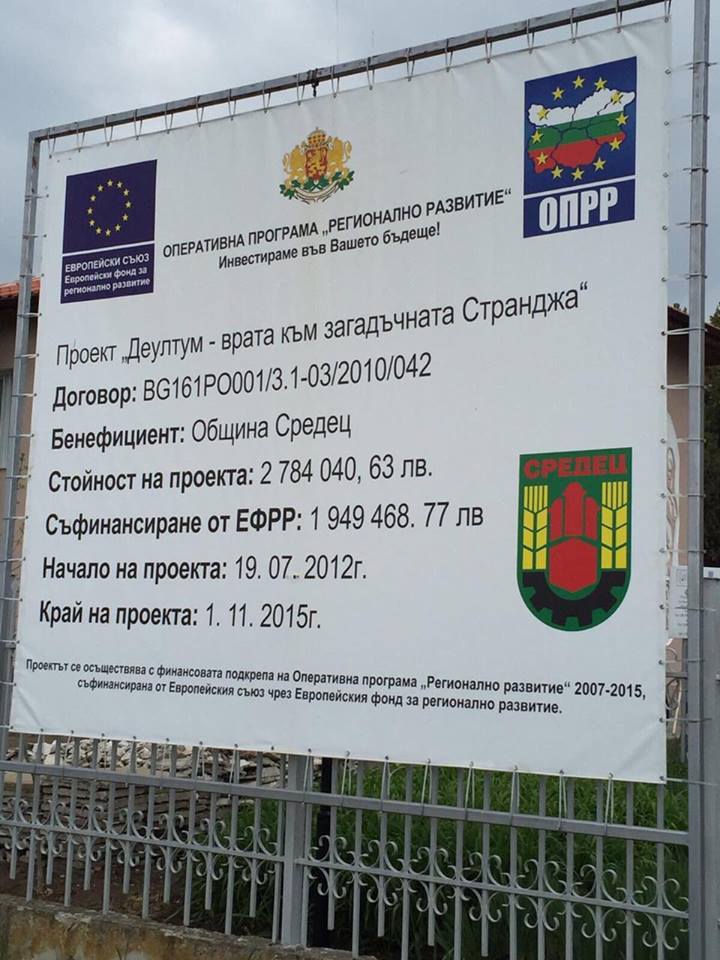 ЕВРОПЕЙСКИ СЪЮЗ
Европейски фонд за
регионално развитие
ОПЕРАТИВНА ПРОГРАМА „РЕГИОНАЛНО РАЗВИТИЕ“
Инвестираме във Вашето бъдеще!
ОПРР
Проект „Деултум - врата към загадъчната Странджа“
Договор: BG161PO001/3.1-03/2010/042
Бенефициент: Община Средец
Стойност на проекта: 2 784 040, 63 лв.
Съфинансиране от ЕФРР: 1 949 468. 77 лв
Начало на проекта: 19. 07. 2012г.
Край на проекта: 1. 11. 2015г.
СРЕДЕЦ
Проектът се осъществява с финансовата подкрепа на Оперативна програма „Регионално развитие“ 2007-2015,
съфинансирана от Европейския съюз чрез Европейския фонд за регионално развитие.